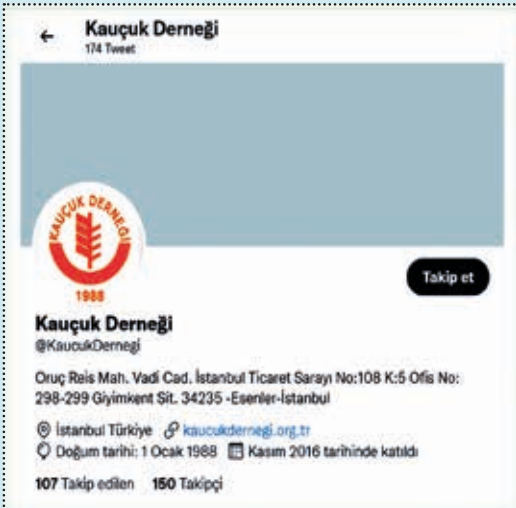 Kauçuk Derneği
174 Tweet
KAUÇUK DERNEĞİ
1988
Takip et
Kauçuk Derneği
@KaucukDernegi
Oruç Reis Mah. Vadi Cad. İstanbul Ticaret Sarayı No:108 K:5 Ofis No:
298-299 Giyimkent Sit. 34235 -Esenler-İstanbul
İstanbul Türkiye kaucukdernegi.org.tr
Doğum tarihi: 1 Ocak 1988 Kasım 2016 tarihinde katıldı
107 Takip edilen 150 Takipçi